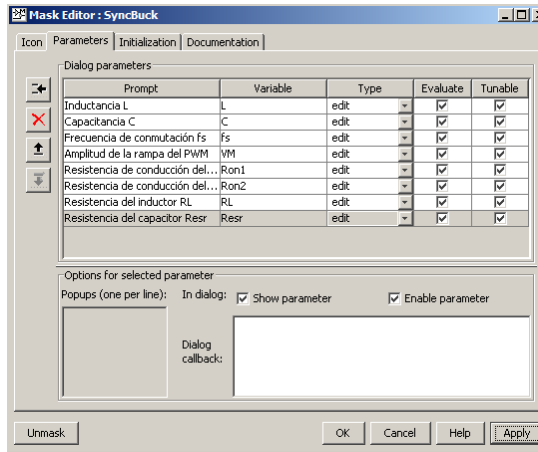 Mask Editor : SyncBuck
Icon Parameters Initialization Documentation
Dialog parameters
Prompt Variable Type Evaluate Tunable
Inductancia L L edit
Capacitancia C C edit
Frecuencia de conmutación fs fs edit
Amplitud de la rampa del PWM VM edit
Resistencia de conducción del... Ron1 edit
Resistencia de conducción del... Ron2 edit
Resistencia del inductor RL RL edit
Resistencia del capacitor Resr Resr edit
Options for selected parameter
Popups (one per line): In dialog: Show parameter Enable parameter
Dialog
callback:
Unmask OK Cancel Help Apply